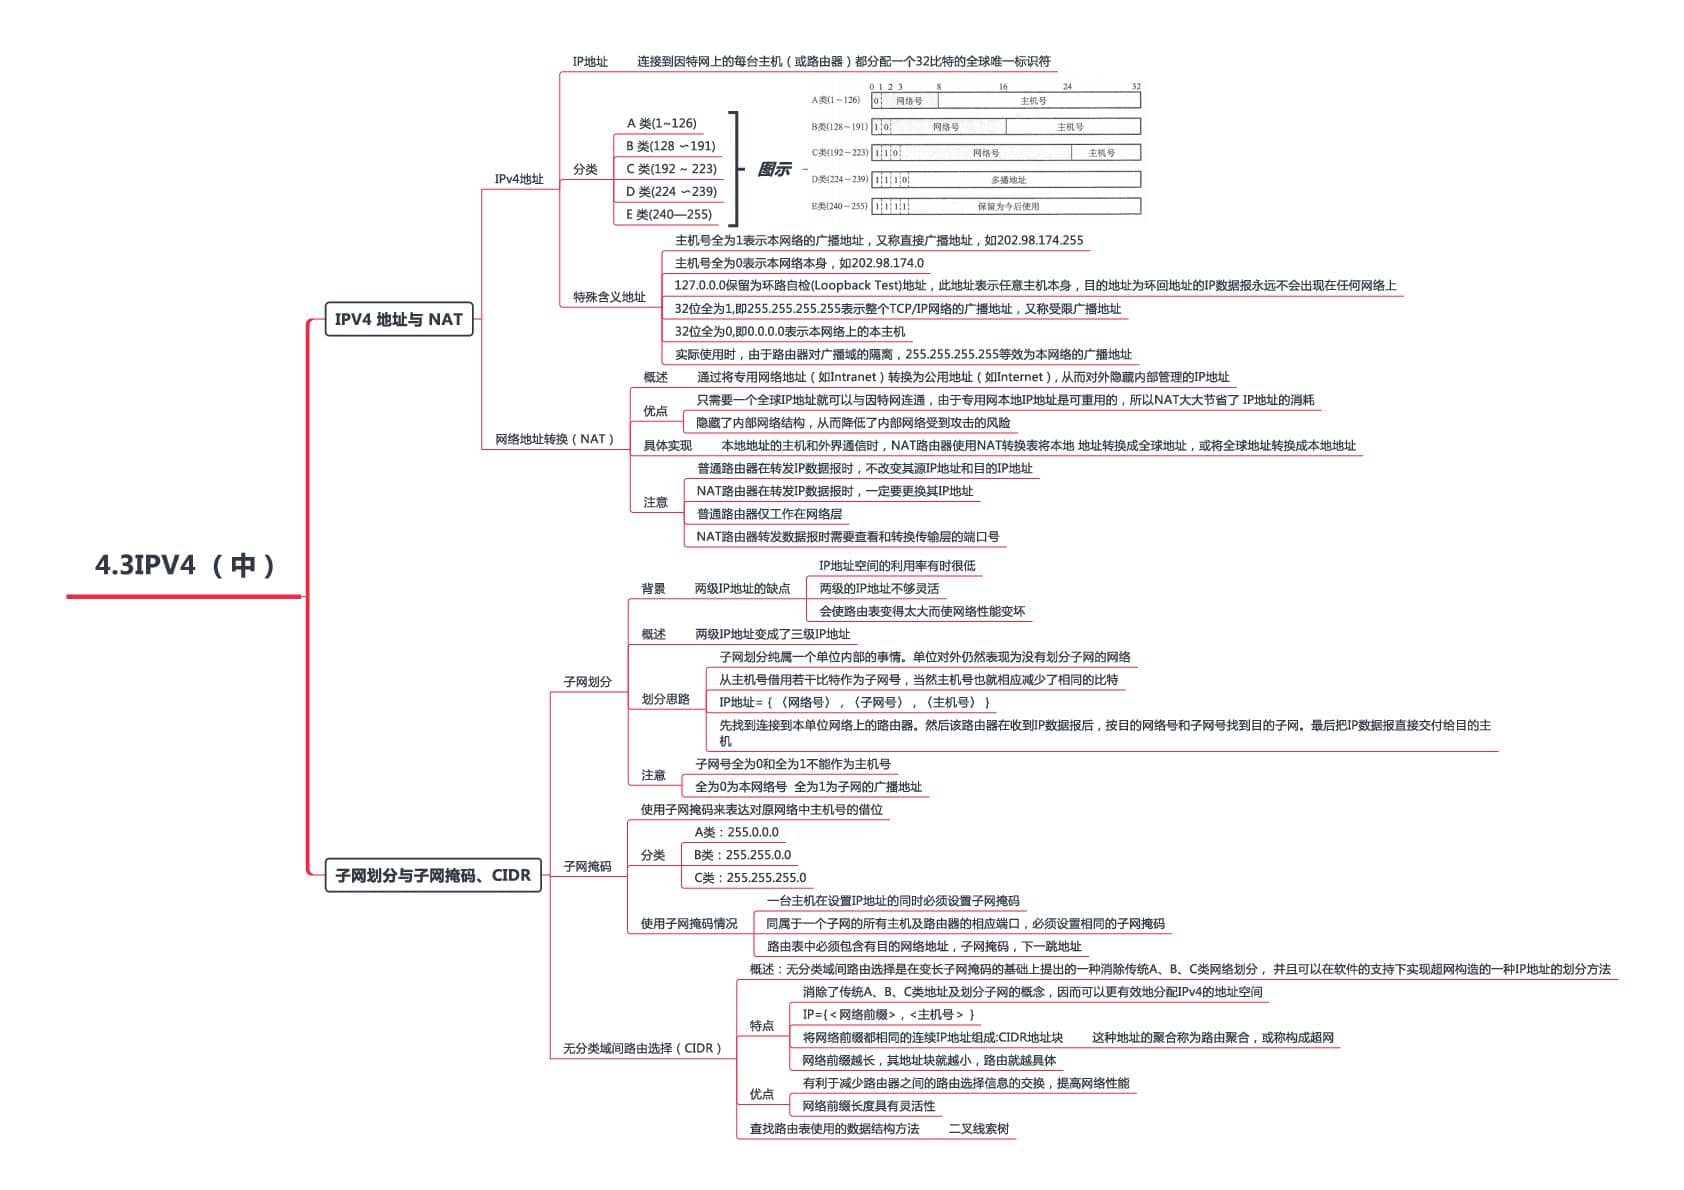 4.3IPV4（中）
IPV4 地址与 NAT
IPv4地址
IP地址
连接到因特网上的每台主机（或路由器）都分配一个32比特的全球唯一标识符
分类
A 类(1~126)
B 类(128 ~191)
C 类(192 ~ 223)
D 类(224 ~239)
E 类(240—255)
图示
0 1 2 3 8 16 24 32
A类(1～126) 0 网络号 主机号
B类(128～191) 1 0 网络号 主机号
C类(192～223) 1 1 0 网络号 主机号
D类(224～239) 1 1 1 0 多播地址
E类(240～255) 1 1 1 1 保留为今后使用
特殊含义地址
主机号全为1表示本网络的广播地址，又称直接广播地址，如202.98.174.255
主机号全为0表示本网络本身，如202.98.174.0
127.0.0.0保留为环路自检(Loopback Test)地址，此地址表示任意主机本身，目的地址为环回地址的IP数据报永远不会出现在任何网络上
32位全为1,即255.255.255.255表示整个TCP/IP网络的广播地址，又称受限广播地址
32位全为0,即0.0.0.0表示本网络上的本主机
实际使用时，由于路由器对广播域的隔离，255.255.255.255等效为本网络的广播地址
网络地址转换（NAT）
概述
通过将专用网络地址（如Intranet）转换为公用地址（如Internet）, 从而对外隐藏内部管理的IP地址
优点
只需要一个全球IP地址就可以与因特网连通，由于专用网本地IP地址是可重用的，所以NAT大大节省了 IP地址的消耗
隐藏了内部网络结构，从而降低了内部网络受到攻击的风险
具体实现
本地地址的主机和外界通信时，NAT路由器使用NAT转换表将本地 地址转换成全球地址，或将全球地址转换成本地地址
注意
普通路由器在转发IP数据报时，不改变其源IP地址和目的IP地址
NAT路由器在转发IP数据报时，一定要更换其IP地址
普通路由器仅工作在网络层
NAT路由器转发数据报时需要查看和转换传输层的端口号
子网划分与子网掩码、CIDR
子网划分
背景
两级IP地址的缺点
IP地址空间的利用率有时很低
两级的IP地址不够灵活
会使路由表变得太大而使网络性能变坏
概述
两级IP地址变成了三级IP地址
划分思路
子网划分纯属一个单位内部的事情。单位对外仍然表现为没有划分子网的网络
从主机号借用若干比特作为子网号，当然主机号也就相应减少了相同的比特
IP地址= {〈网络号〉，〈子网号〉，〈主机号〉}
先找到连接到本单位网络上的路由器。然后该路由器在收到IP数据报后，按目的网络号和子网号找到目的子网。最后把IP数据报直接交付给目的主
机
注意
子网号全为0和全为1不能作为主机号
全为0为本网络号 全为1为子网的广播地址
子网掩码
使用子网掩码来表达对原网络中主机号的借位
分类
A类：255.0.0.0
B类：255.255.0.0
C类：255.255.255.0
使用子网掩码情况
一台主机在设置IP地址的同时必须设置子网掩码
同属于一个子网的所有主机及路由器的相应端口，必须设置相同的子网掩码
路由表中必须包含有目的网络地址，子网掩码，下一跳地址
无分类域间路由选择（CIDR）
概述：无分类域间路由选择是在变长子网掩码的基础上提出的一种消除传统A、B、C类网络划分， 并且可以在软件的支持下实现超网构造的一种IP地址的划分方法
特点
消除了传统A、B、C类地址及划分子网的概念，因而可以更有效地分配IPv4的地址空间
IP={＜网络前缀>，<主机号＞ }
将网络前缀都相同的连续IP地址组成:CIDR地址块
这种地址的聚合称为路由聚合，或称构成超网
网络前缀越长，其地址块就越小，路由就越具体
优点
有利于减少路由器之间的路由选择信息的交换，提高网络性能
网络前缀长度具有灵活性
查找路由表使用的数据结构方法
二叉线索树